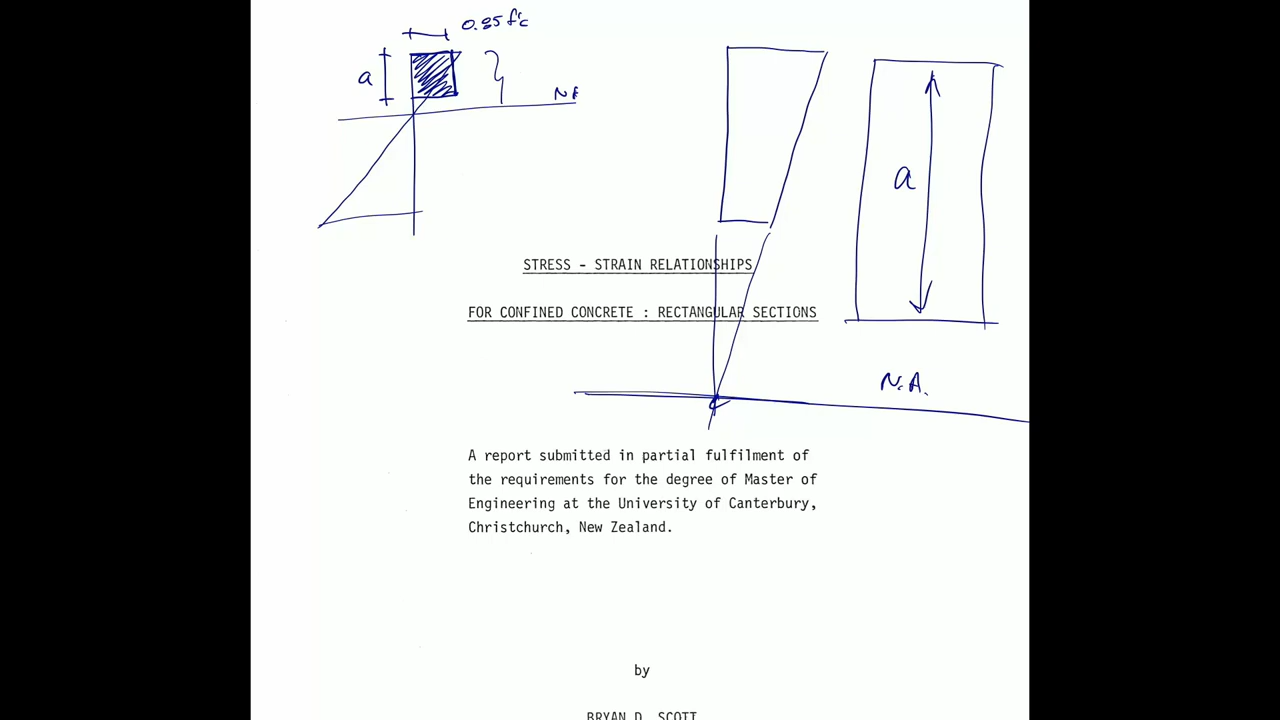 0.85 f'c
a
N.A
a
STRESS - STRAIN RELATIONSHIPS
FOR CONFINED CONCRETE : RECTANGULAR SECTIONS
N.A.
A report submitted in partial fulfilment of
the requirements for the degree of Master of
Engineering at the University of Canterbury,
Christchurch, New Zealand.
by
BRYAN D. SCOTT